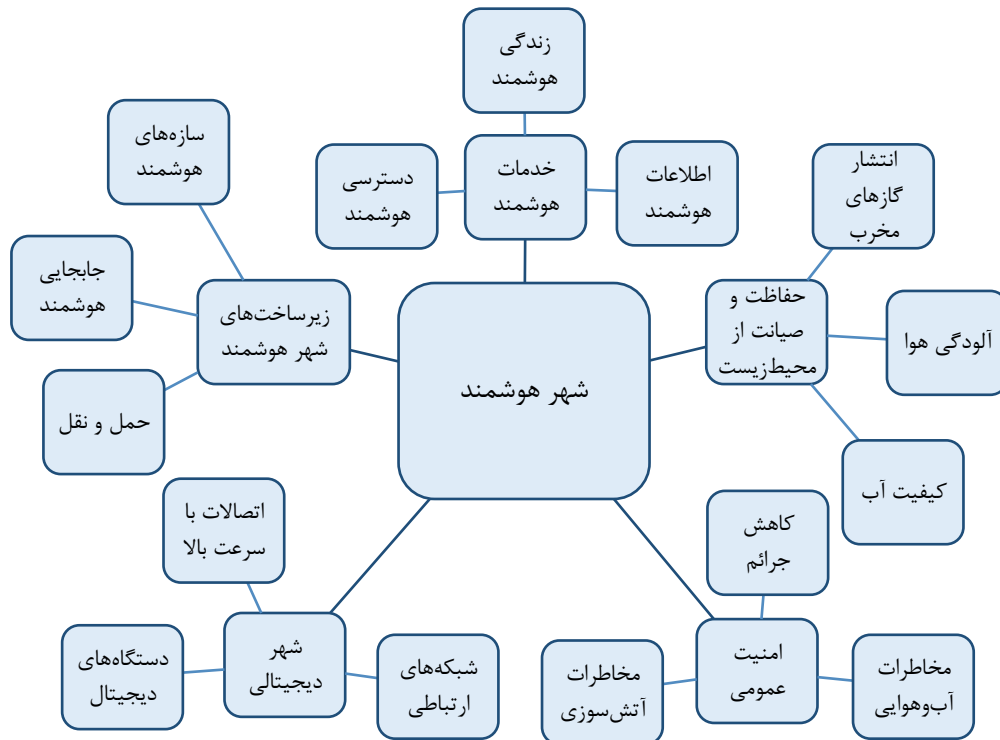 زندگی
هوشمند
خدمات
هوشمند
اطلاعات
هوشمند
دسترسی
هوشمند
سازه‌های
هوشمند
جابجایی
هوشمند
زیرساخت‌های
شهر هوشمند
حمل و نقل
انتشار
گازهای
مخرب
حفاظت و
صیانت از
محیط‌زیست
آلودگی هوا
کیفیت آب
شهر هوشمند
اتصالات با
سرعت بالا
شهر
دیجیتالی
دستگاه‌های
دیجیتال
شبکه‌های
ارتباطی
کاهش
جرائم
امنیت
عمومی
مخاطرات
آتش‌سوزی
مخاطرات
آب‌وهوایی